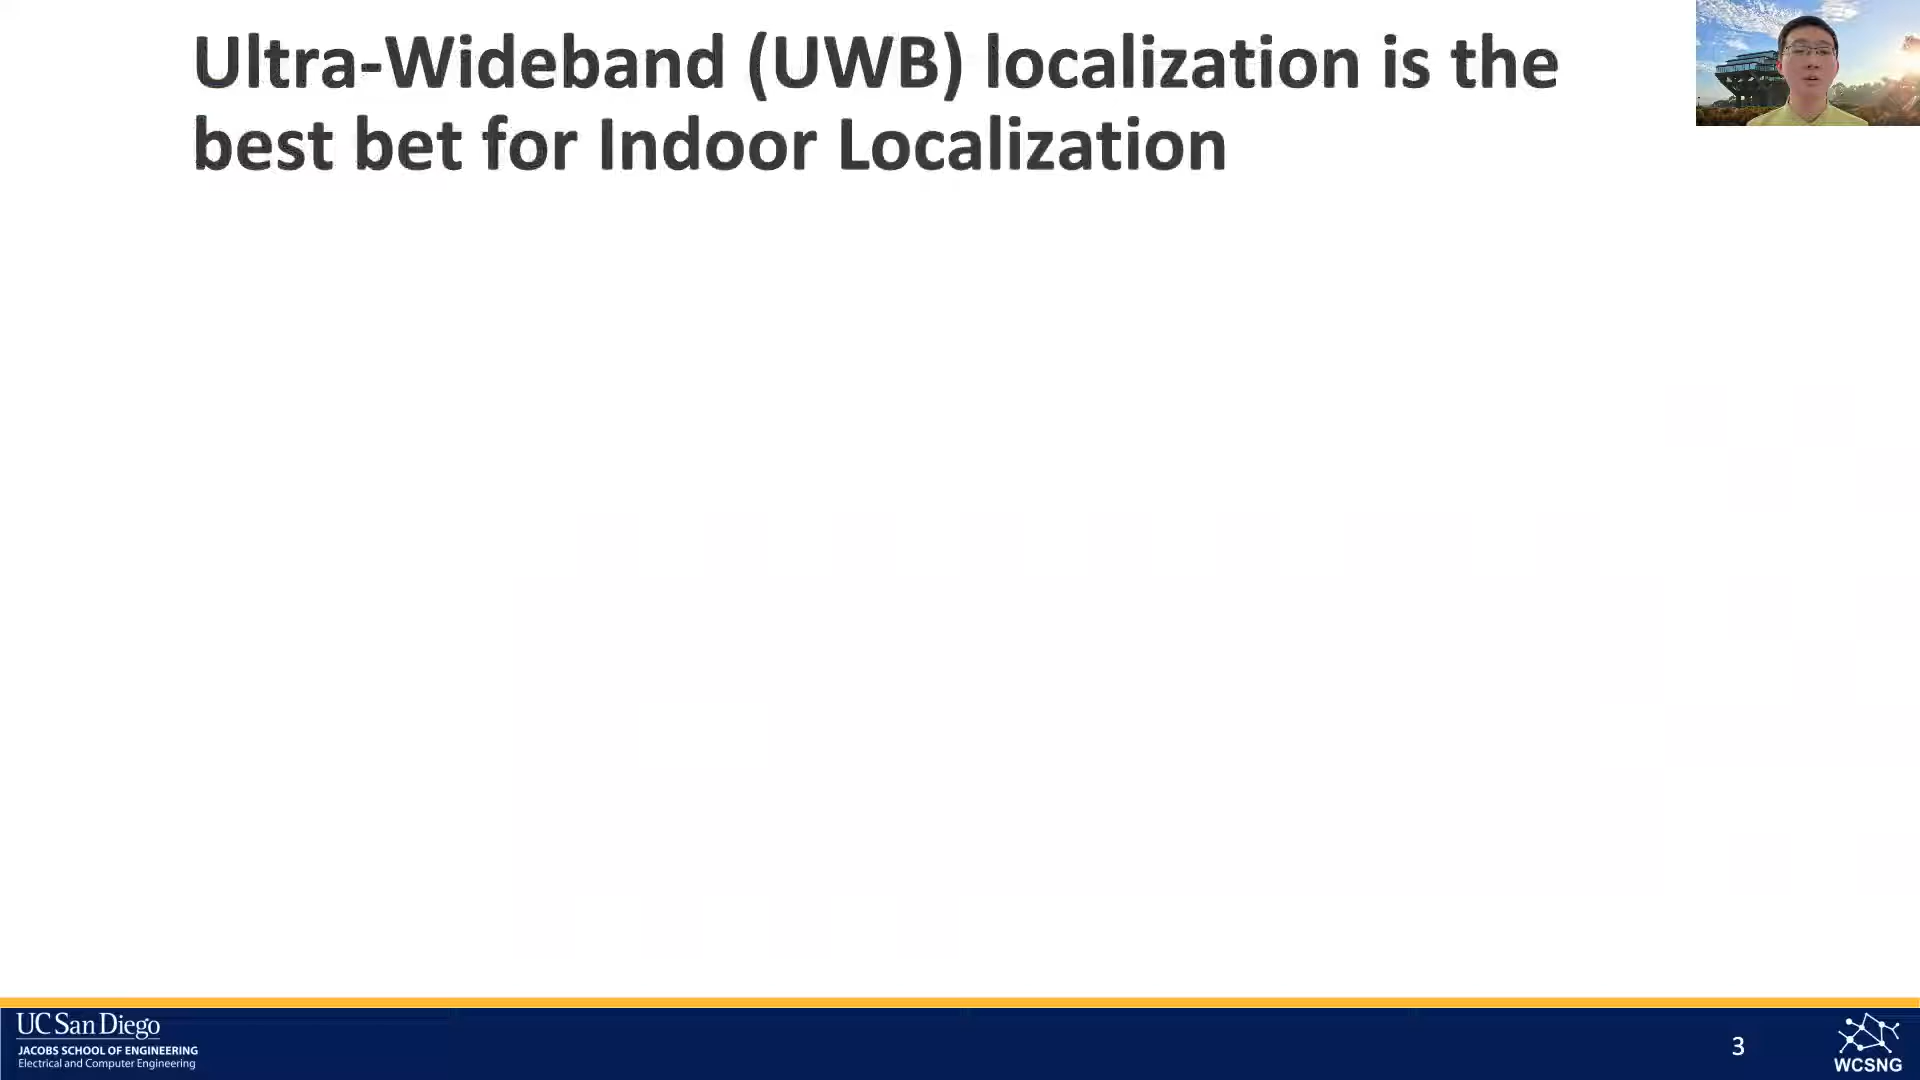 Ultra-Wideband (UWB) localization is the
best bet for Indoor Localization
UC San Diego
JACOBS SCHOOL OF ENGINEERING
Electrical and Computer Engineering
3
WCSNG